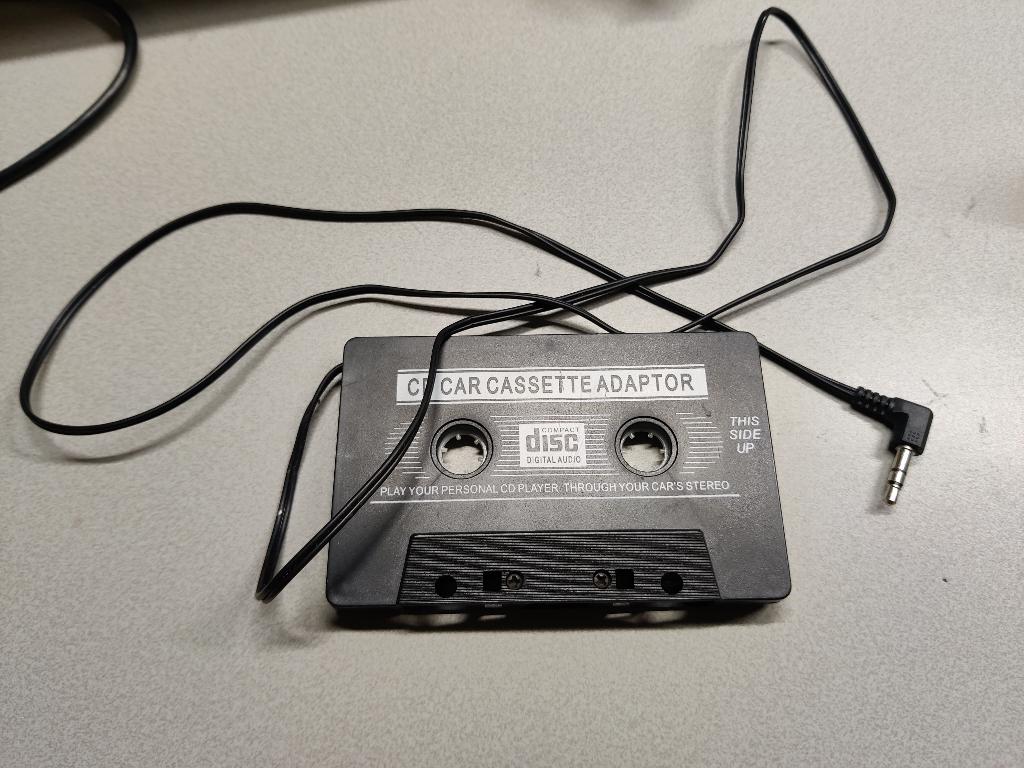 CD CAR CASSETTE ADAPTOR
THIS
SIDE
UP
COMPACT
disc
DIGITAL AUDIO
PLAY YOUR PERSONAL CD PLAYER THROUGH YOUR CAR'S STEREO